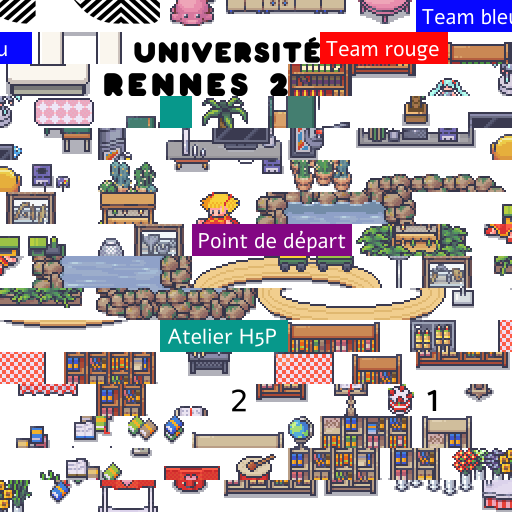 Team bleu
u
Team rouge
UNIVERSITÉ
RENNES 2
Point de départ
Atelier H5P
2
1